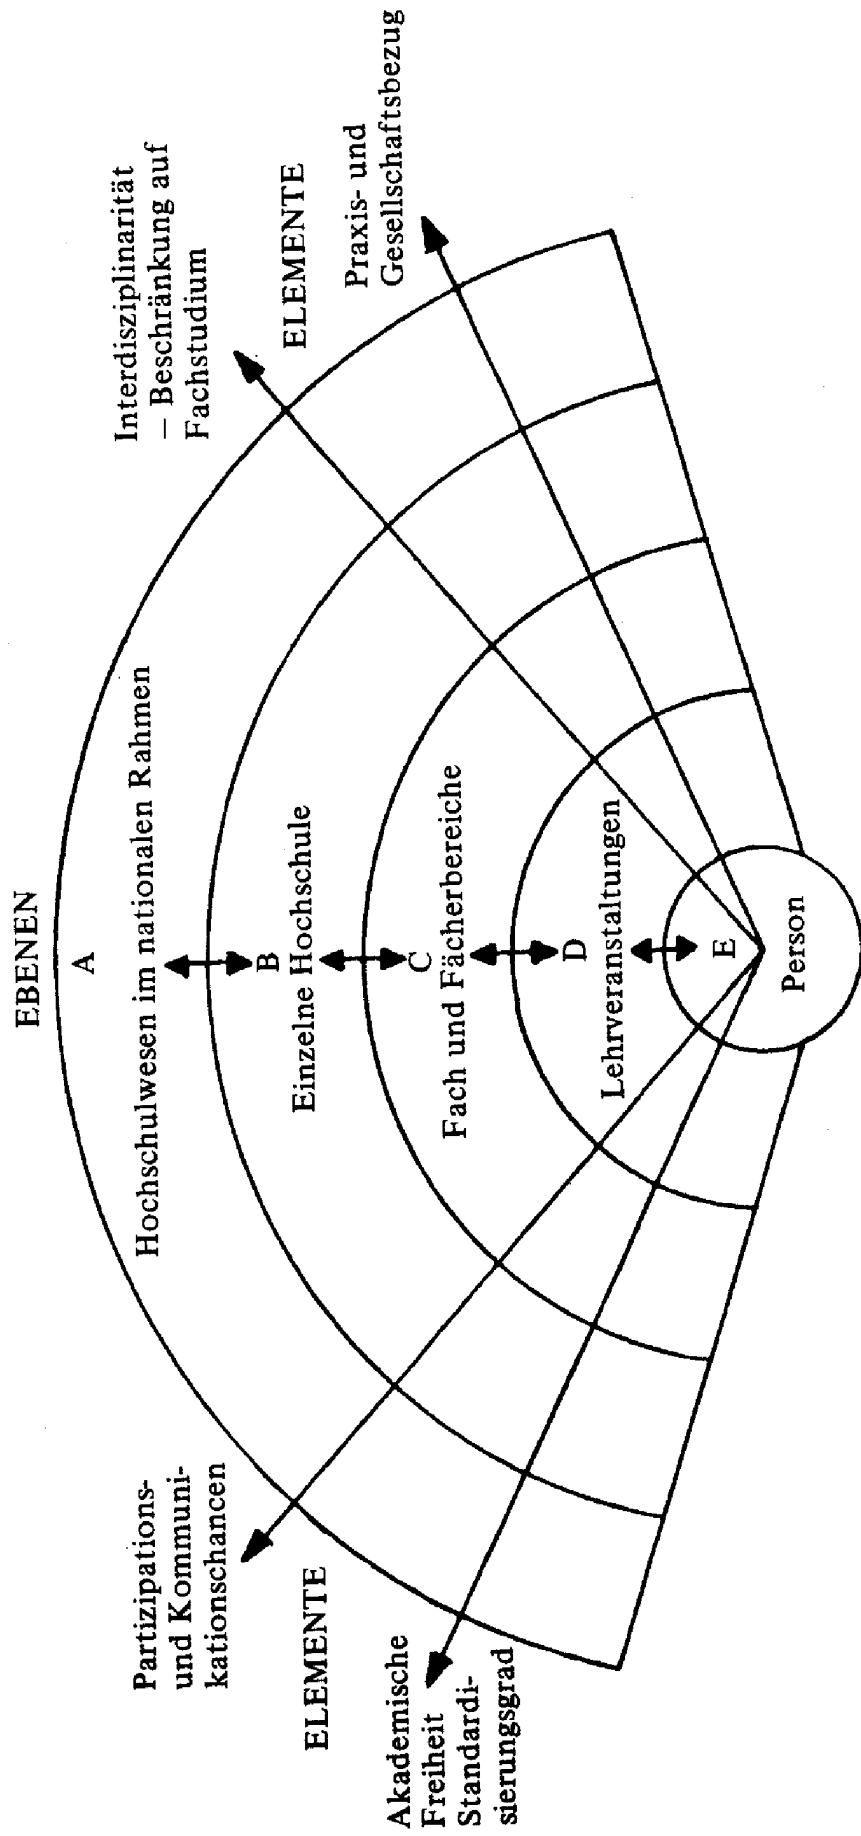 EBENEN
A
Hochschulwesen im nationalen Rahmen
B
Einzelne Hochschule
C
Fach und Fächerbereiche
D
Lehrveranstaltungen
E
Person
Partizipations-
und Kommuni-
kationschancen
ELEMENTE
Akademische
Freiheit
Standardi-
sierungsgrad
Interdisziplinarität
– Beschränkung auf
Fachstudium
ELEMENTE
Praxis- und
Gesellschaftsbezug